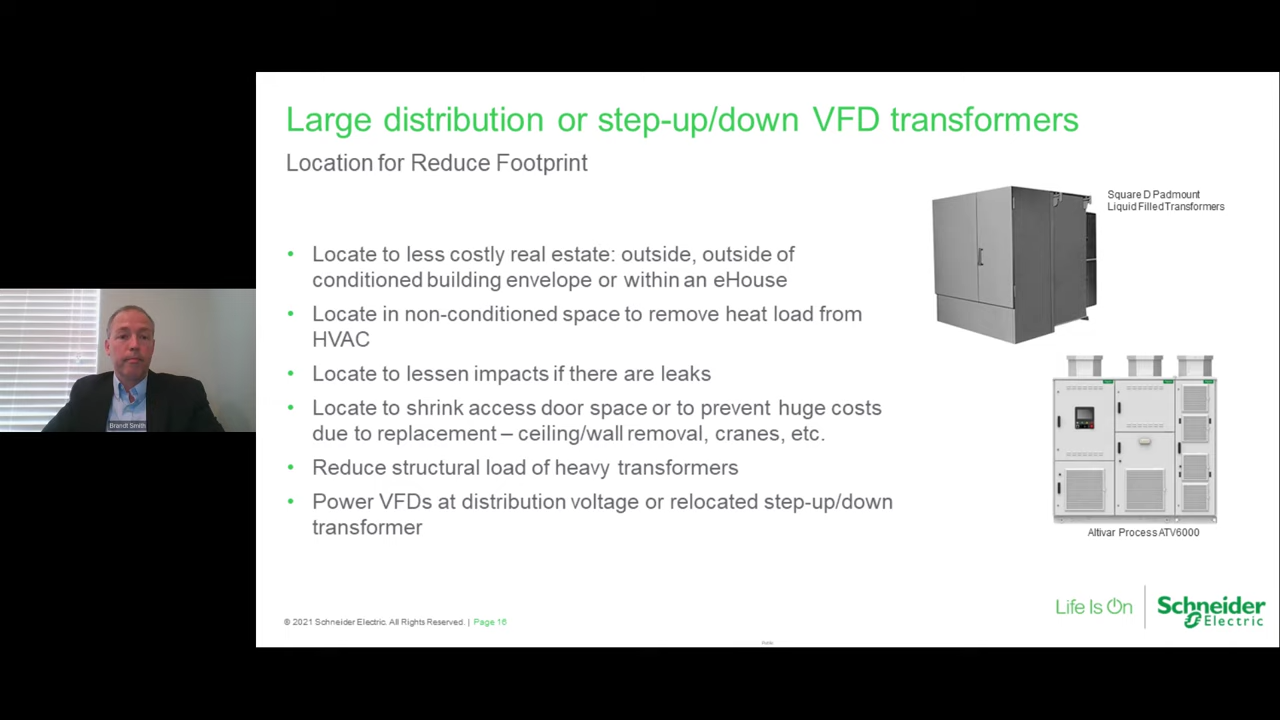 Large distribution or step-up/down VFD transformers
Location for Reduce Footprint
Square D Padmount
Liquid Filled Transformers
• Locate to less costly real estate: outside, outside of
conditioned building envelope or within an eHouse
• Locate in non-conditioned space to remove heat load from
HVAC
• Locate to lessen impacts if there are leaks
• Locate to shrink access door space or to prevent huge costs
due to replacement – ceiling/wall removal, cranes, etc.
• Reduce structural load of heavy transformers
• Power VFDs at distribution voltage or relocated step-up/down
transformer
Altivar Process ATV6000
Brandt Smith
Life Is On
Schneider
Electric
© 2021 Schneider Electric. All Rights Reserved. | Page 16